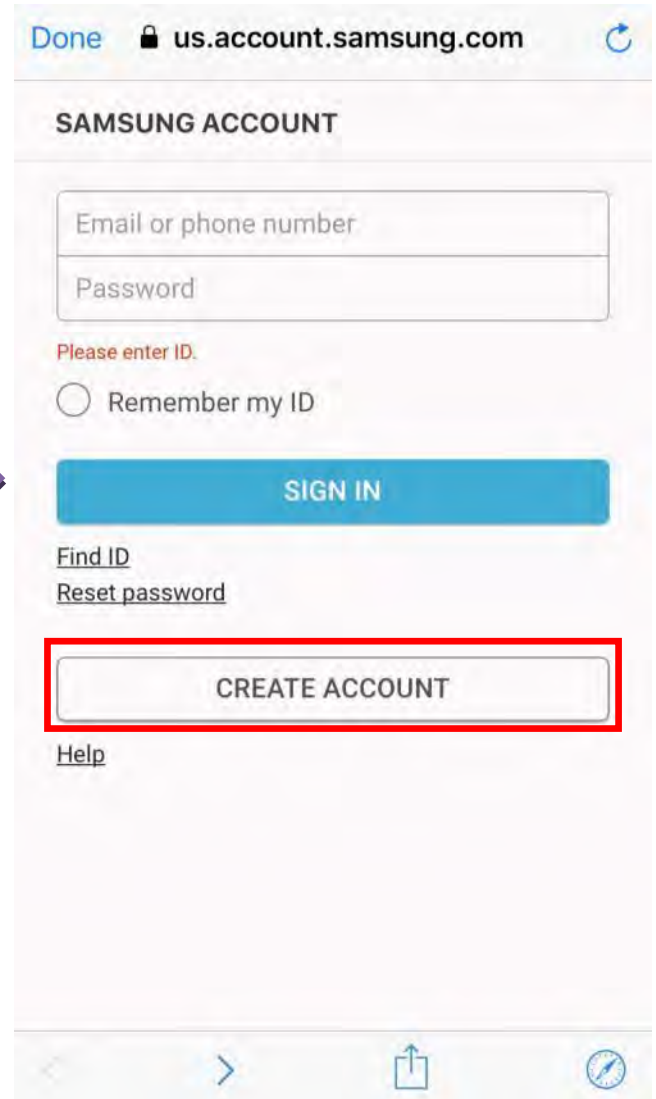 Done us.account.samsung.com
SAMSUNG ACCOUNT
Email or phone number
Password
Please enter ID.
Remember my ID
SIGN IN
Find ID
Reset password
CREATE ACCOUNT
Help